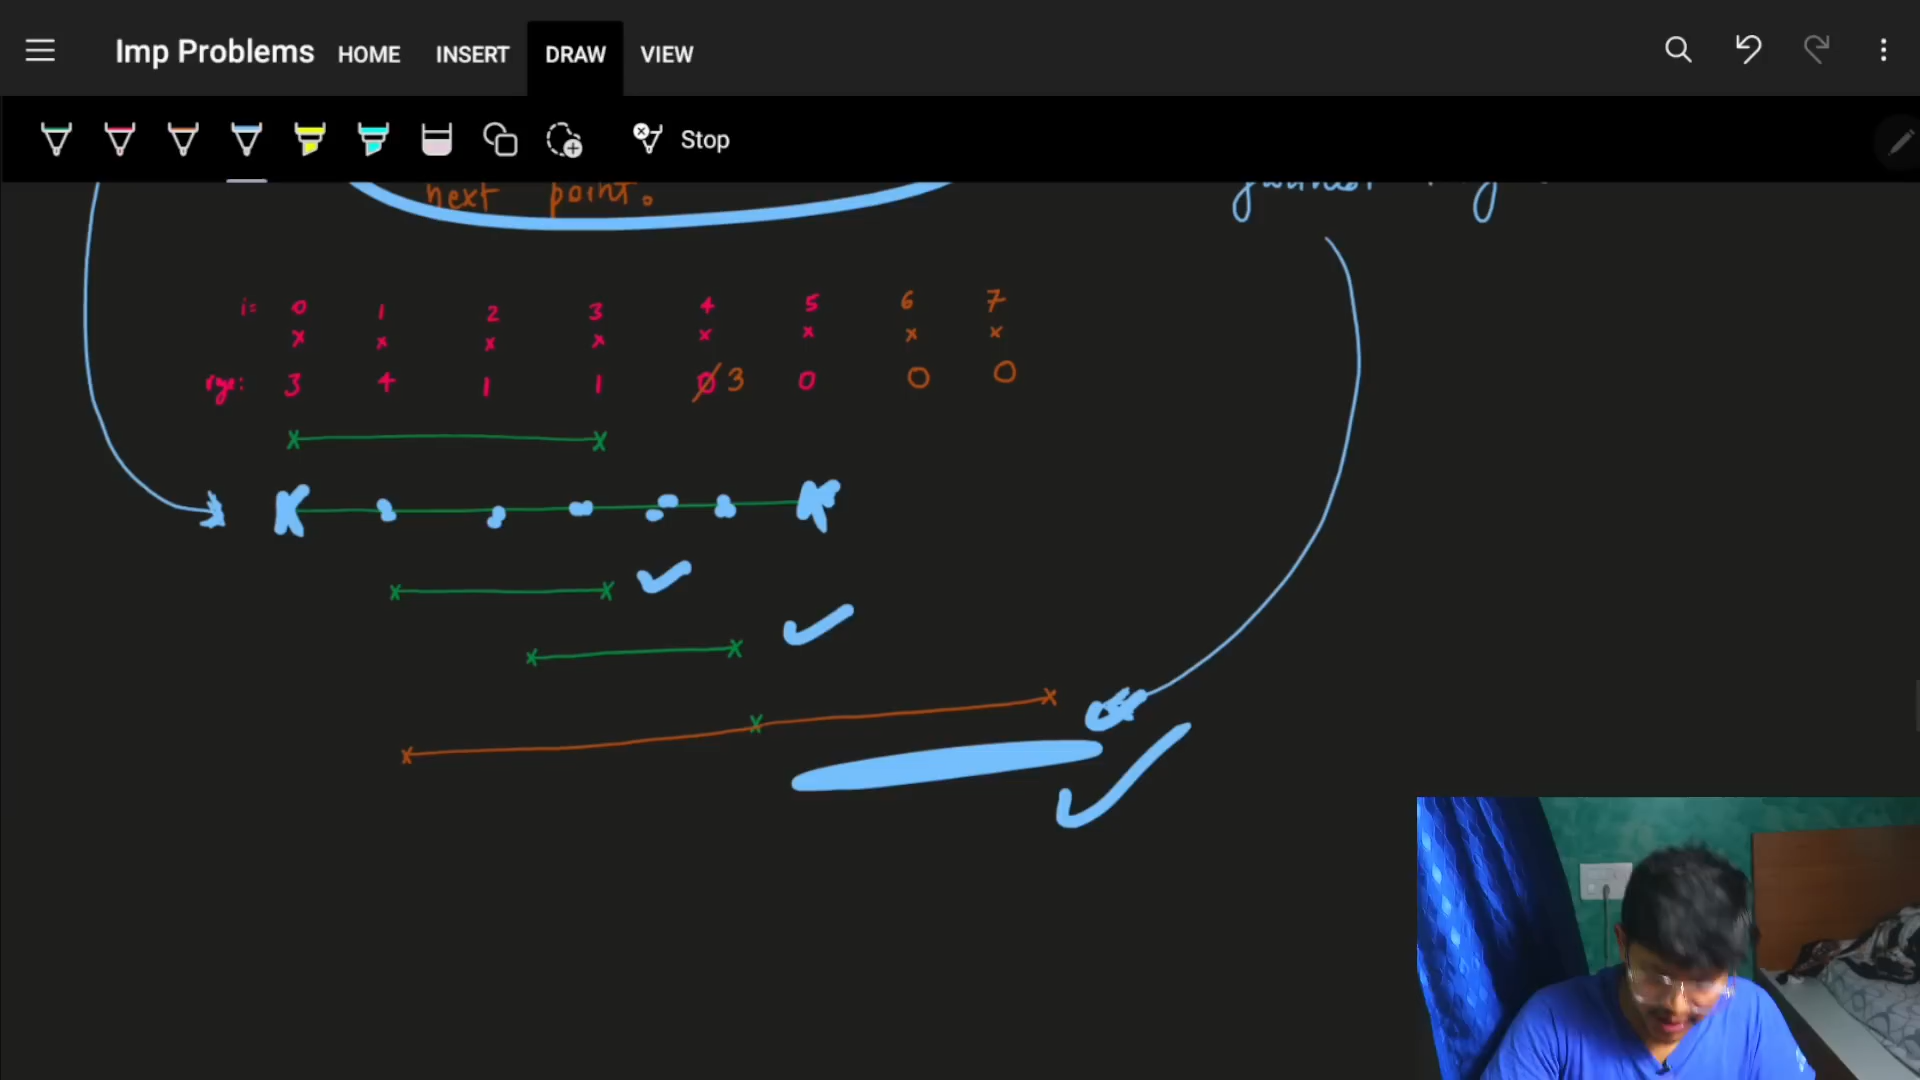 Imp Problems HOME INSERT DRAW VIEW
Stop
next point.
i= 0 1 2 3 4 5 6 7
x x x x x x x x
rge: 3 4 1 1 0 3 0 0 0